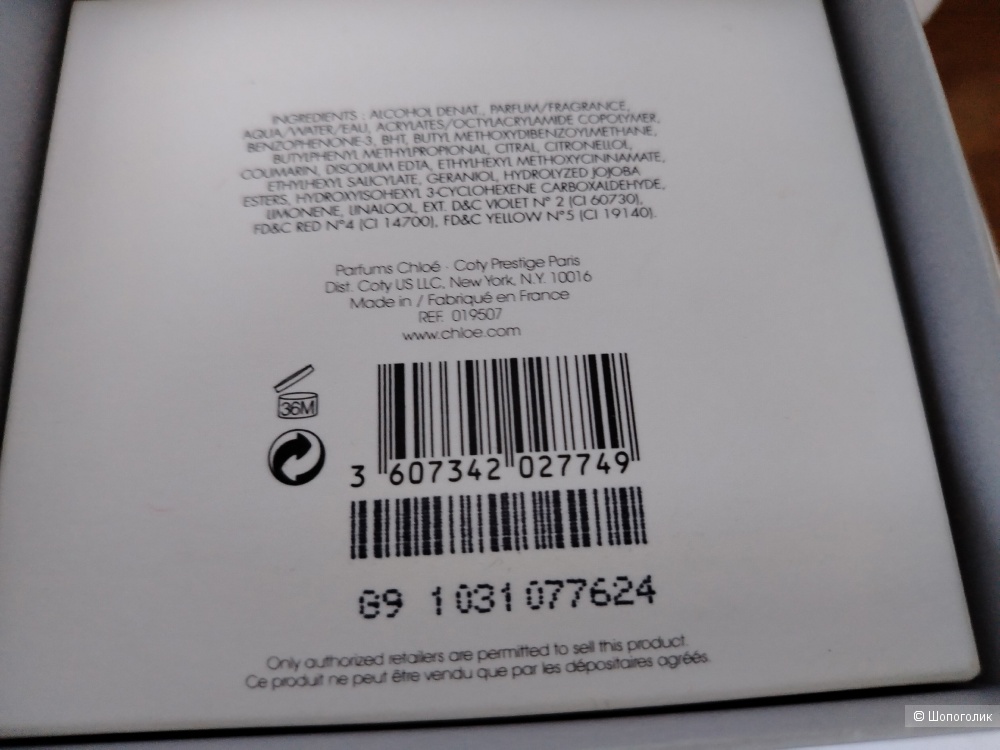 INGREDIENTS : ALCOHOL DENAT., PARFUM/FRAGRANCE,
AQUA/WATER/EAU, ACRYLATES/OCTYLACRYLAMIDE COPOLYMER,
BENZOPHENONE-3, BHT, BUTYL METHOXYDIBENZOYLMETHANE,
BUTYLPHENYL METHYLPROPIONAL, CITRAL, CITRONELLOL,
COUMARIN, DISODIUM EDTA, ETHYLHEXYL METHOXYCINNAMATE,
ETHYLHEXYL SALICYLATE, GERANIOL, HYDROLYZED JOJOBA
ESTERS, HYDROXYISOHEXYL 3-CYCLOHEXENE CARBOXALDEHYDE,
LIMONENE, LINALOOL, EXT. D&C VIOLET N° 2 (CI 60730),
FD&C RED N°4 (CI 14700), FD&C YELLOW N°5 (CI 19140).
Parfums Chloé · Coty Prestige Paris
Dist. Coty US LLC, New York, N.Y. 10016
Made in / Fabriqué en France
REF. 019507
www.chloe.com
36M
3 607342 027749
G9 1031077624
Only authorized retailers are permitted to sell this product.
Ce produit ne peut être vendu que par les dépositaires agréés.
© Шопоголик